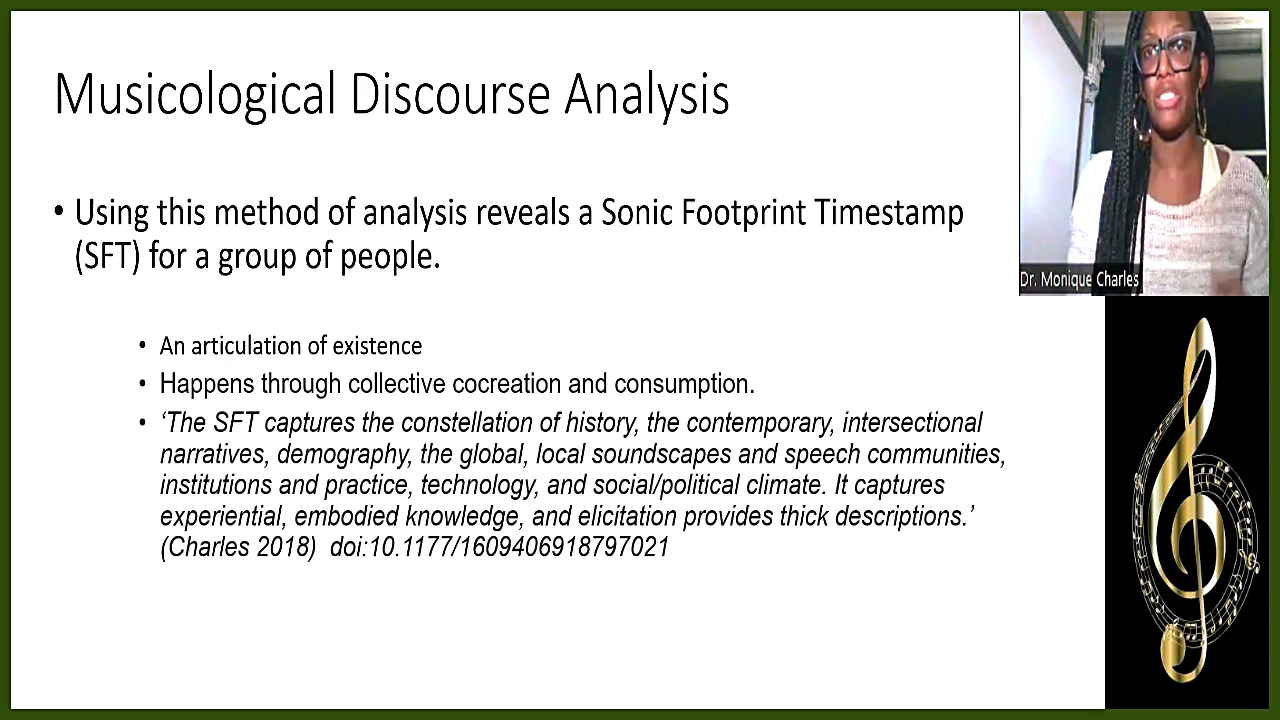 Musicological Discourse Analysis
• Using this method of analysis reveals a Sonic Footprint Timestamp
(SFT) for a group of people.
• An articulation of existence
• Happens through collective cocreation and consumption.
• ‘The SFT captures the constellation of history, the contemporary, intersectional
narratives, demography, the global, local soundscapes and speech communities,
institutions and practice, technology, and social/political climate. It captures
experiential, embodied knowledge, and elicitation provides thick descriptions.’
(Charles 2018)  doi:10.1177/1609406918797021
Dr. Monique Charles